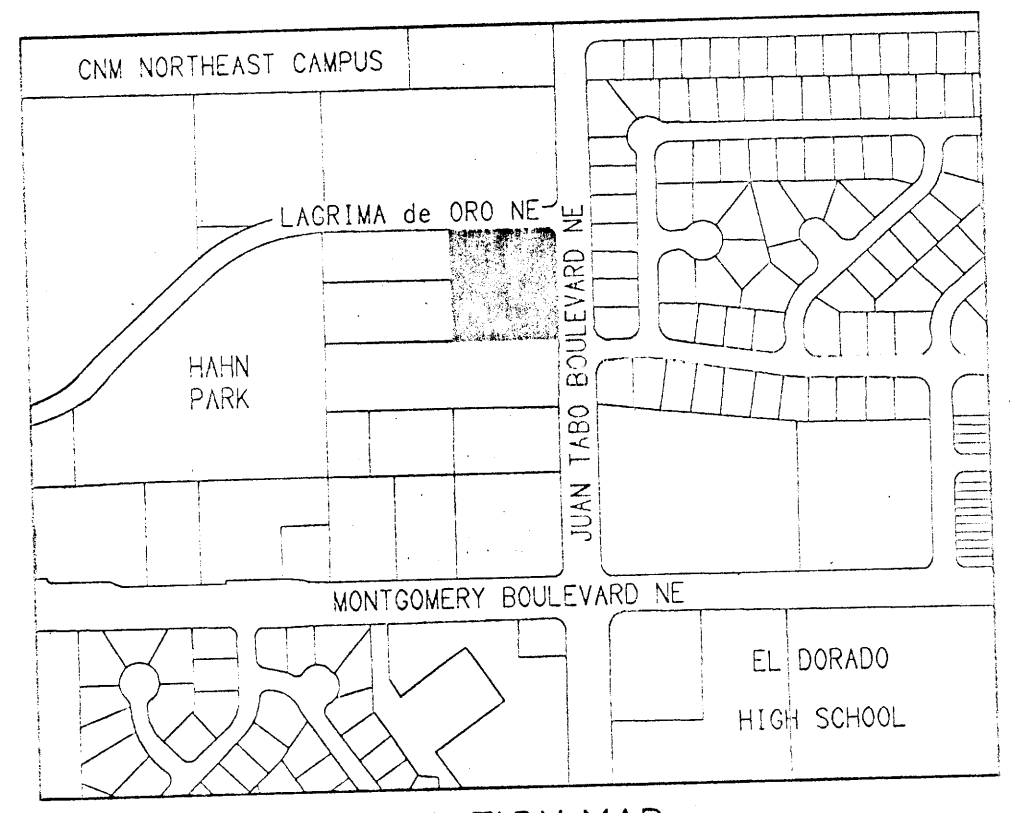 CNM NORTHEAST CAMPUS
LAGRIMA de ORO NE
JUAN TABO BOULEVARD NE
HAHN
PARK
MONTGOMERY BOULEVARD NE
EL DORADO
HIGH SCHOOL
MAP